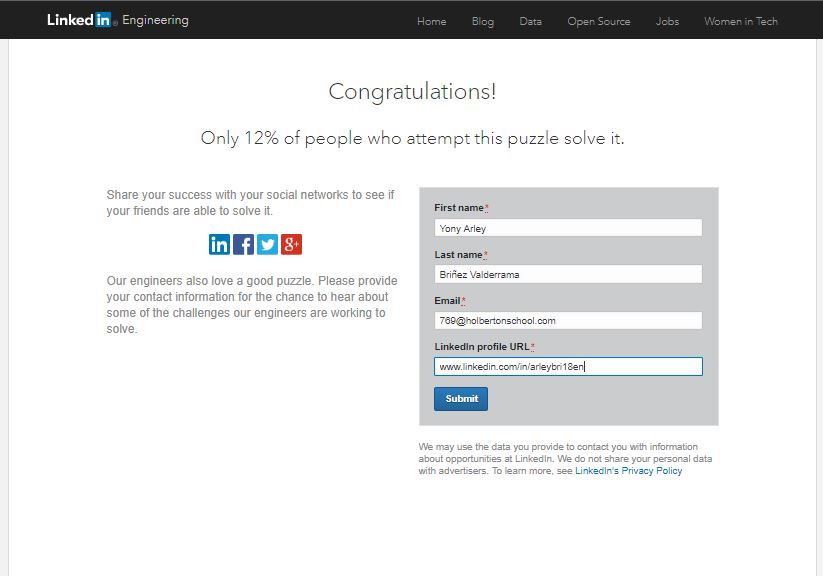 Linked in® Engineering
Home Blog Data Open Source Jobs Women in Tech
Congratulations!
Only 12% of people who attempt this puzzle solve it.
Share your success with your social networks to see if
your friends are able to solve it.
in f g+
Our engineers also love a good puzzle. Please provide
your contact information for the chance to hear about
some of the challenges our engineers are working to
solve.
First name*
Yony Arley
Last name*
Briñez Valderrama
Email*
769@holbertonschool.com
LinkedIn profile URL*
www.linkedin.com/in/arleybri18en
Submit
We may use the data you provide to contact you with information
about opportunities at LinkedIn. We do not share your personal data
with advertisers. To learn more, see LinkedIn's Privacy Policy